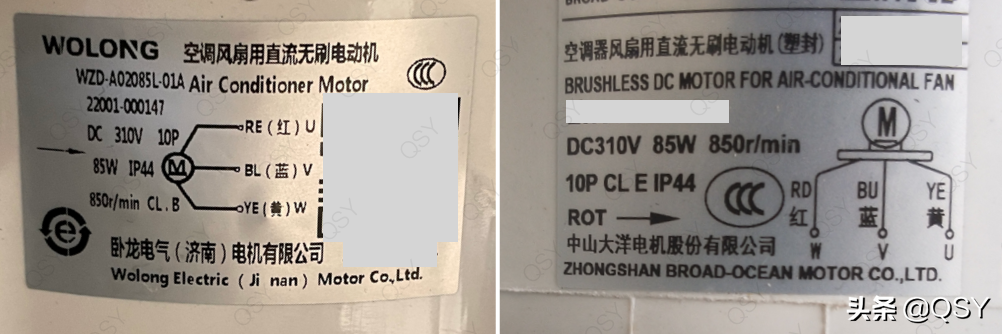 WOLONG 空调风扇用直流无刷电动机
WZD-A02085L-01A Air Conditioner Motor
22001-000147
DC 310V 10P
85W IP44
850r/min CL.B
M
RE(红)U
BL(蓝)V
YE(黄)W
卧龙电气(济南)电机有限公司
Wolong Electric (Ji nan) Motor Co.,Ltd.
空调器风扇用直流无刷电动机(塑封)
BRUSHLESS DC MOTOR FOR AIR-CONDITIONAL FAN
DC310V 85W 850r/min
10P CL E IP44
ROT
M
RD BU YE
红 蓝 黄
W V U
中山大洋电机股份有限公司
ZHONGSHAN BROAD-OCEAN MOTOR CO.,LTD.
头条 @QSY